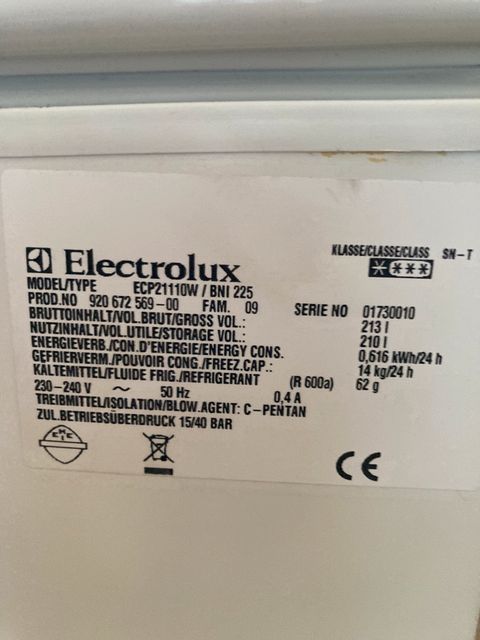 Electrolux
KLASSE/CLASSE/CLASS SN-T
MODEL/TYPE ECP21110W / BNI 225
PROD.NO 920 672 569-00 FAM. 09 SERIE NO 01730010
BRUTTOINHALT/VOL.BRUT/GROSS VOL.: 213 l
NUTZINHALT/VOL.UTILE/STORAGE VOL.: 210 l
ENERGIEVERB./CON.D'ENERGIE/ENERGY CONS. 0,616 kWh/24 h
GEFRIERVERM./POUVOIR CONG./FREEZ.CAP.: 14 kg/24 h
KÄLTEMITTEL/FLUIDE FRIG./REFRIGERANT (R 600a) 62 g
230-240 V ~ 50 Hz 0,4 A
TREIBMITTEL/ISOLATION/BLOW.AGENT: C-PENTAN
ZUL.BETRIEBSÜBERDRUCK 15/40 BAR
CE